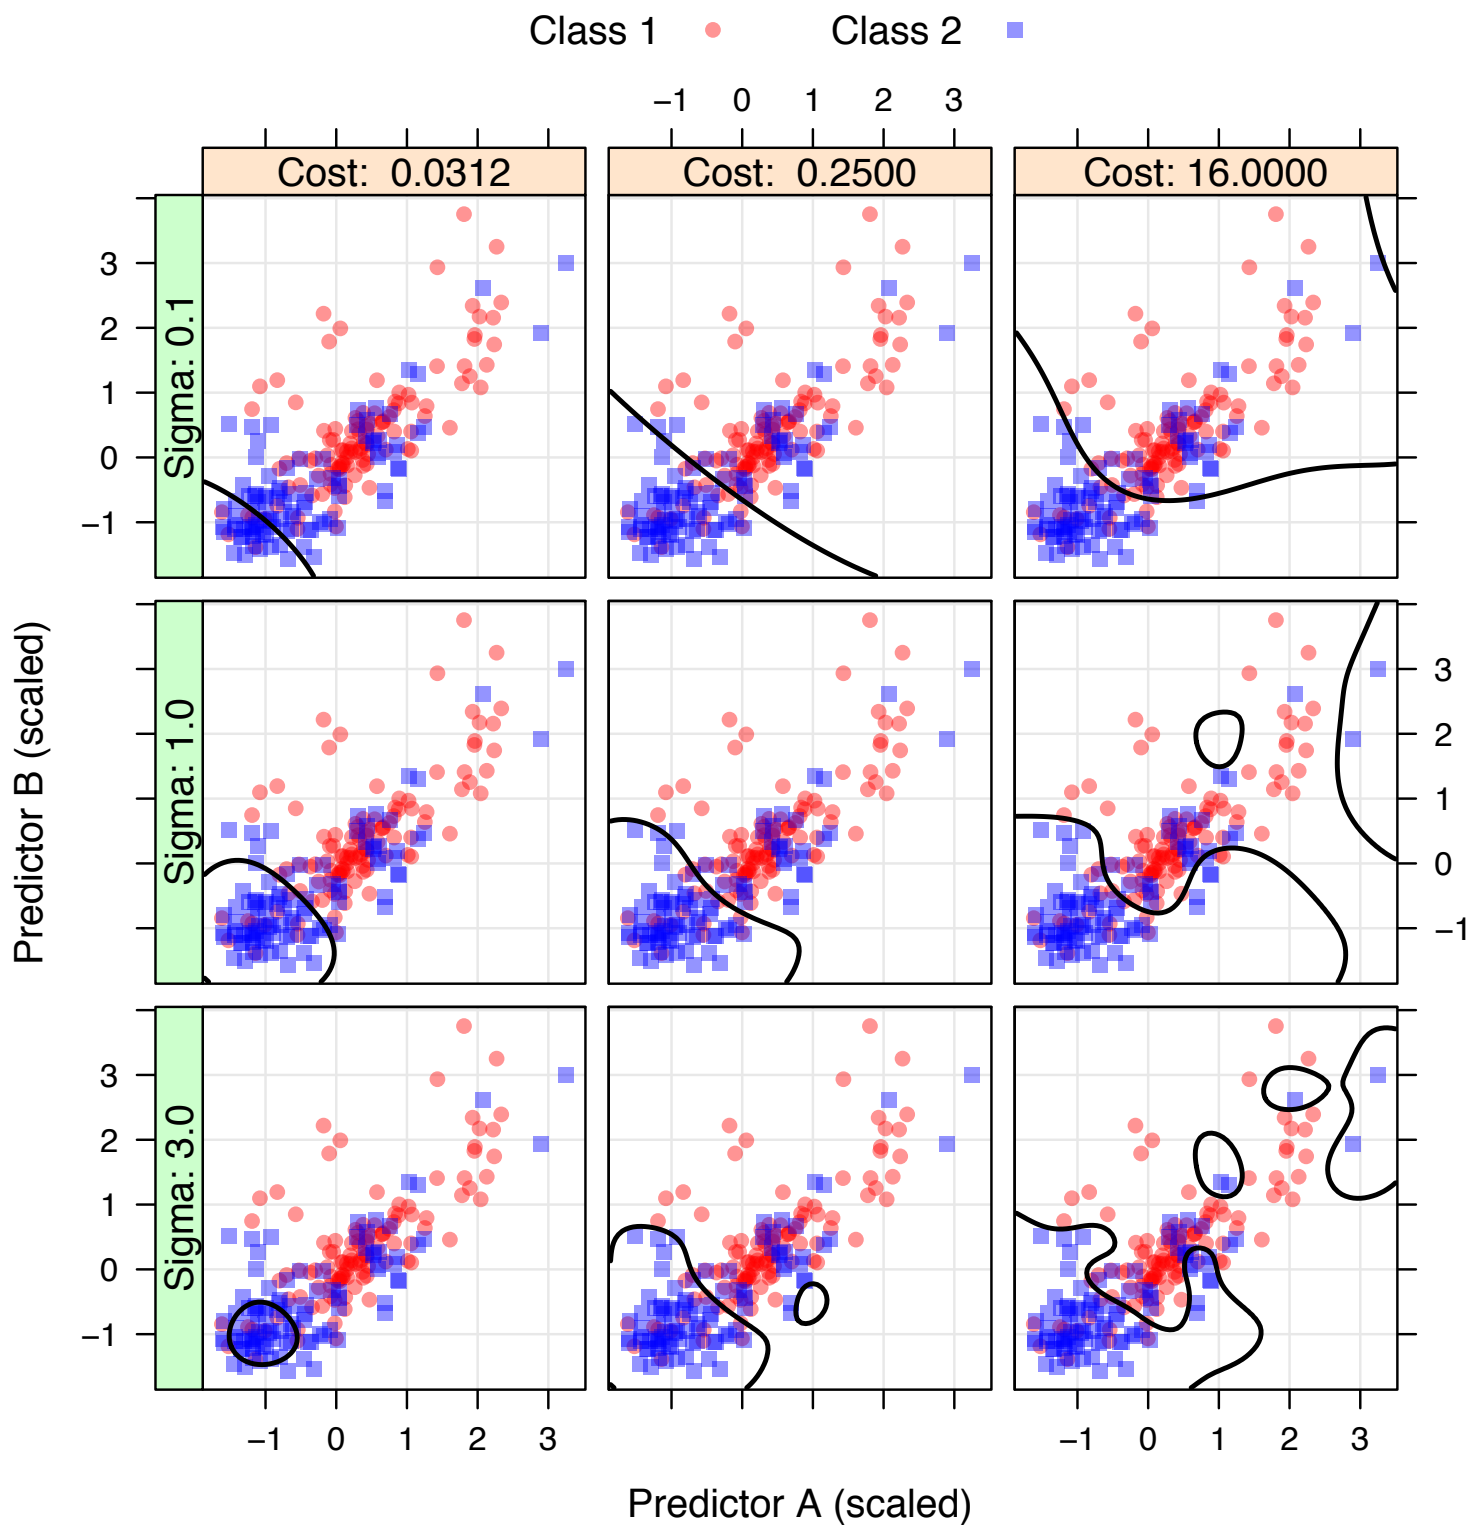 Class 1 Class 2
−1 0 1 2 3
Cost: 0.0312 Cost: 0.2500 Cost: 16.0000
Sigma: 0.1
3
2
1
0
−1
Predictor B (scaled)
Sigma: 1.0
3
2
1
0
−1
Sigma: 3.0
3
2
1
0
−1
−1 0 1 2 3 −1 0 1 2 3
Predictor A (scaled)